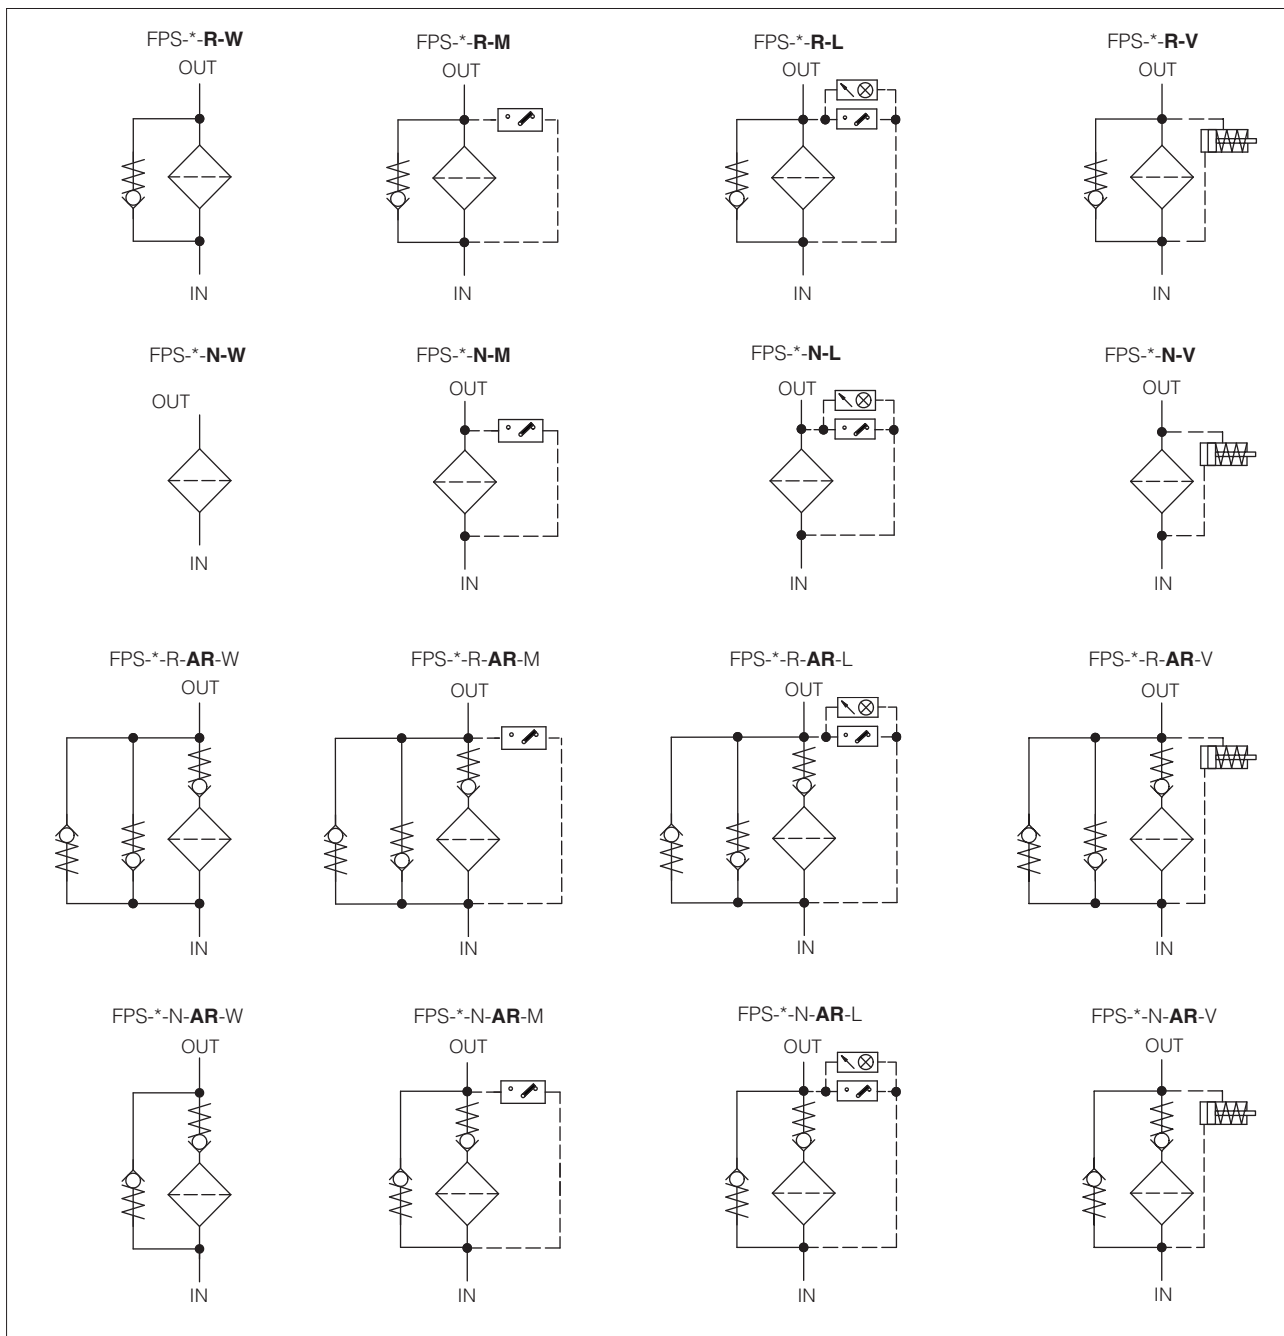 FPS-*-R-W
OUT
IN
FPS-*-R-M
OUT
IN
FPS-*-R-L
OUT
IN
FPS-*-R-V
OUT
IN
FPS-*-N-W
OUT
IN
FPS-*-N-M
OUT
IN
FPS-*-N-L
OUT
IN
FPS-*-N-V
OUT
IN
FPS-*-R-AR-W
OUT
IN
FPS-*-R-AR-M
OUT
IN
FPS-*-R-AR-L
OUT
IN
FPS-*-R-AR-V
OUT
IN
FPS-*-N-AR-W
OUT
IN
FPS-*-N-AR-M
OUT
IN
FPS-*-N-AR-L
OUT
IN
FPS-*-N-AR-V
OUT
IN